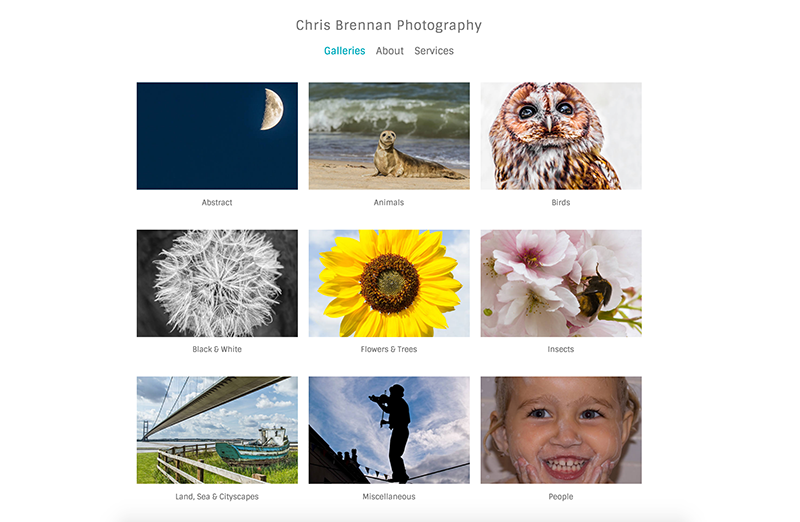 Chris Brennan Photography
Galleries About Services
Abstract Animals Birds
Black & White Flowers & Trees Insects
Land, Sea & Cityscapes Miscellaneous People